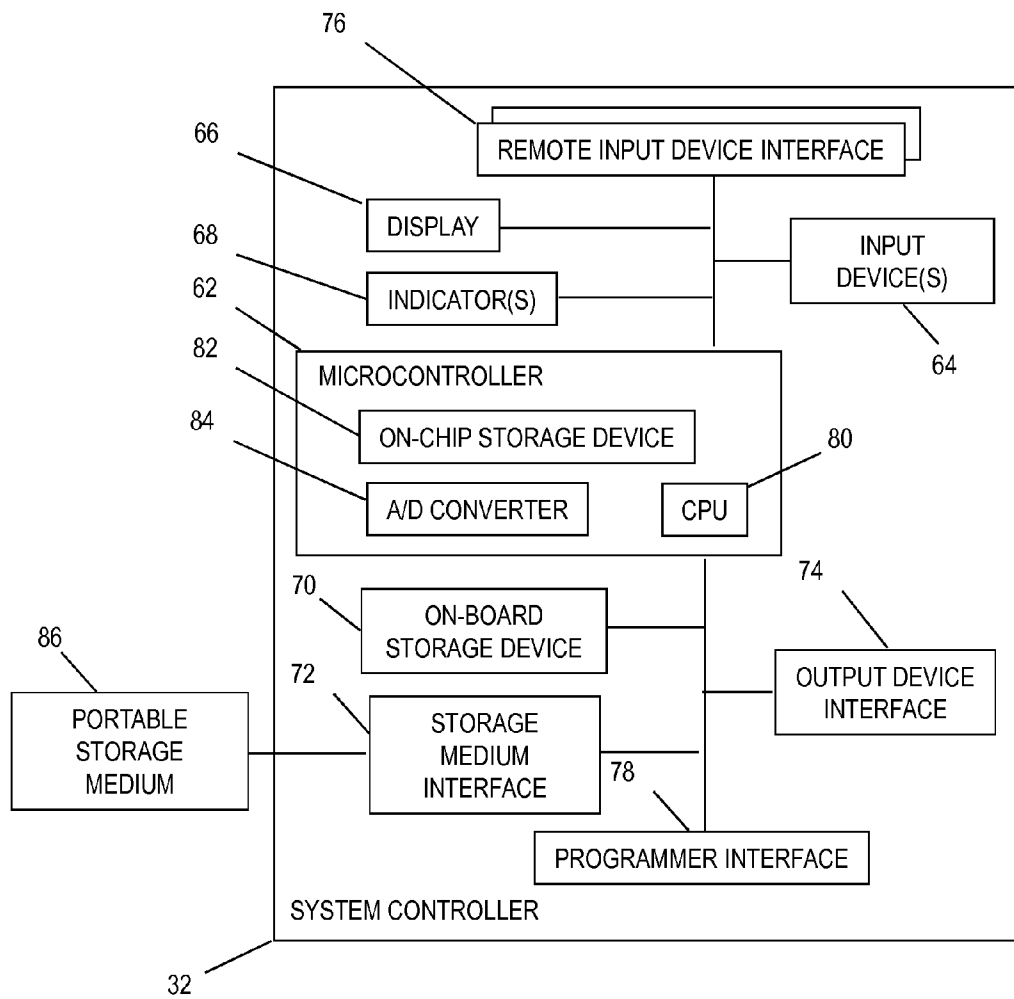 76
REMOTE INPUT DEVICE INTERFACE
66
DISPLAY
68
INPUT
DEVICE(S)
INDICATOR(S)
62
64
82
MICROCONTROLLER
ON-CHIP STORAGE DEVICE
84
80
A/D CONVERTER
CPU
70
74
ON-BOARD
STORAGE DEVICE
86
72
OUTPUT DEVICE
INTERFACE
PORTABLE
STORAGE
MEDIUM
STORAGE
MEDIUM
INTERFACE
78
PROGRAMMER INTERFACE
SYSTEM CONTROLLER
32